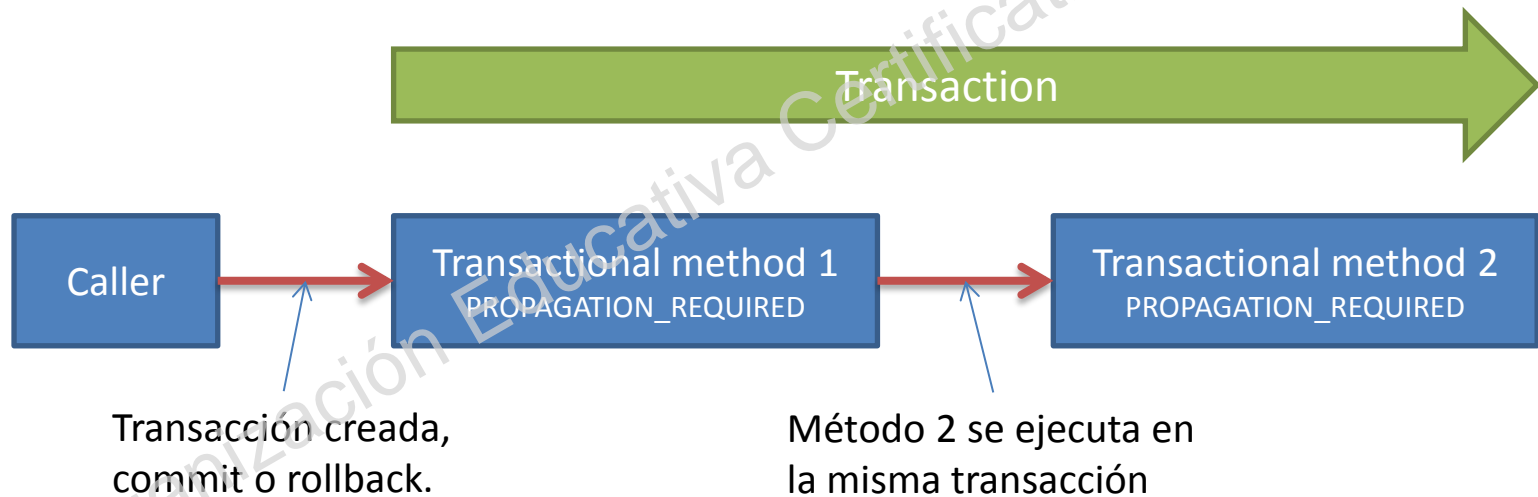 Transaction
Caller
Transactional method 1
PROPAGATION_REQUIRED
Transactional method 2
PROPAGATION_REQUIRED
Transacción creada,
commit o rollback.
Método 2 se ejecuta en
la misma transacción
Educativa